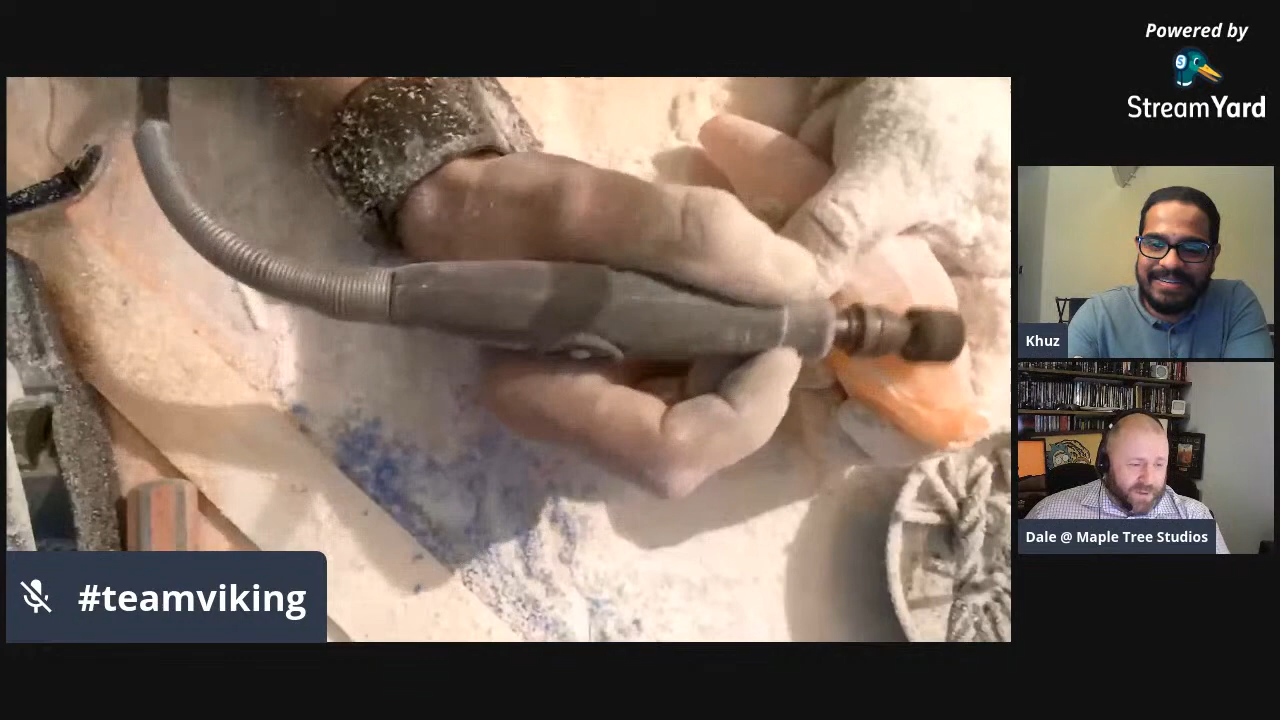 Powered by
S
StreamYard
Khuz
Dale @ Maple Tree Studios
#teamviking